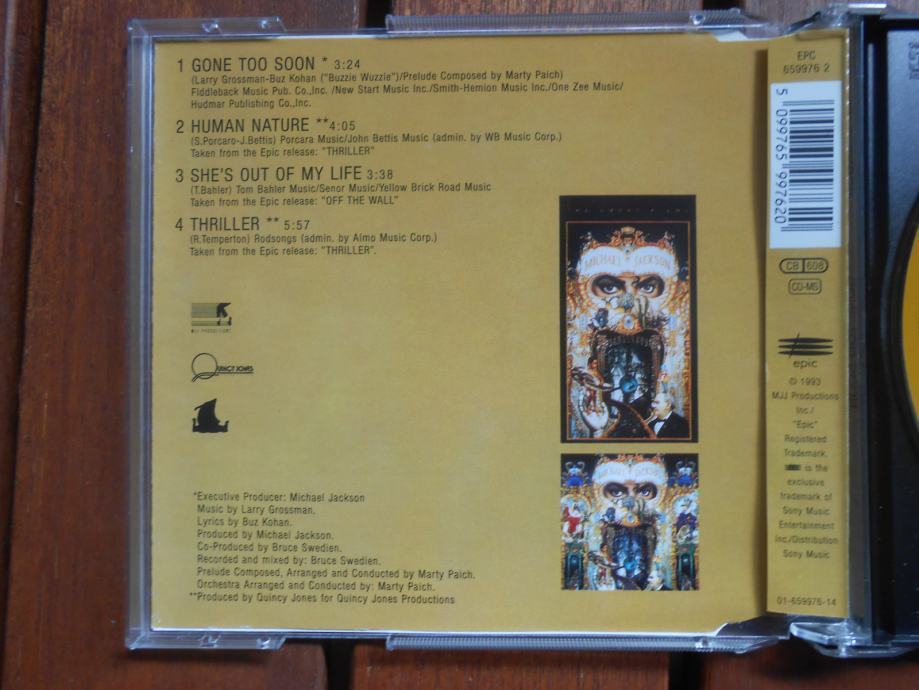 1 GONE TOO SOON * 3:24
(Larry Grossman-Buz Kohan ("Buzzie Wuzzie")/Prelude Composed by Marty Paich)
Fiddleback Music Pub. Co.,Inc. /New Start Music Inc./Smith-Hemion Music Inc./One Zee Music/
Hudmar Publishing Co.,Inc.
2 HUMAN NATURE **4:05
(S.Porcaro-J.Bettis) Porcara Music/John Bettis Music (admin. by WB Music Corp.)
Taken from the Epic release: "THRILLER"
3 SHE'S OUT OF MY LIFE 3:38
(T.Bahler) Tom Bahler Music/Senor Music/Yellow Brick Road Music
Taken from the Epic release: "OFF THE WALL"
4 THRILLER ** 5:57
(R.Temperton) Rodsongs (admin. by Almo Music Corp.)
Taken from the Epic release: "THRILLER".
MJJ PRODUCTIONS
QUINCY JONES
*Executive Producer: Michael Jackson
Music by Larry Grossman.
Lyrics by Buz Kohan.
Produced by Michael Jackson.
Co-Produced by Bruce Swedien.
Recorded and mixed by: Bruce Swedien.
Prelude Composed, Arranged and Conducted by Marty Paich.
Orchestra Arranged and Conducted by: Marty Paich.
**Produced by Quincy Jones for Quincy Jones Productions
MICHAEL JACKSON
MICHAEL JACKSON
EPC
659976 2
5 099765 997620
CB 608
CD-MS
epic
© 1993
MJJ Productions
Inc./
"Epic"
Registered
Trademark.
is the
exclusive
trademark of
Sony Music
Entertainment
Inc./Distribution
Sony Music
01-659976-14